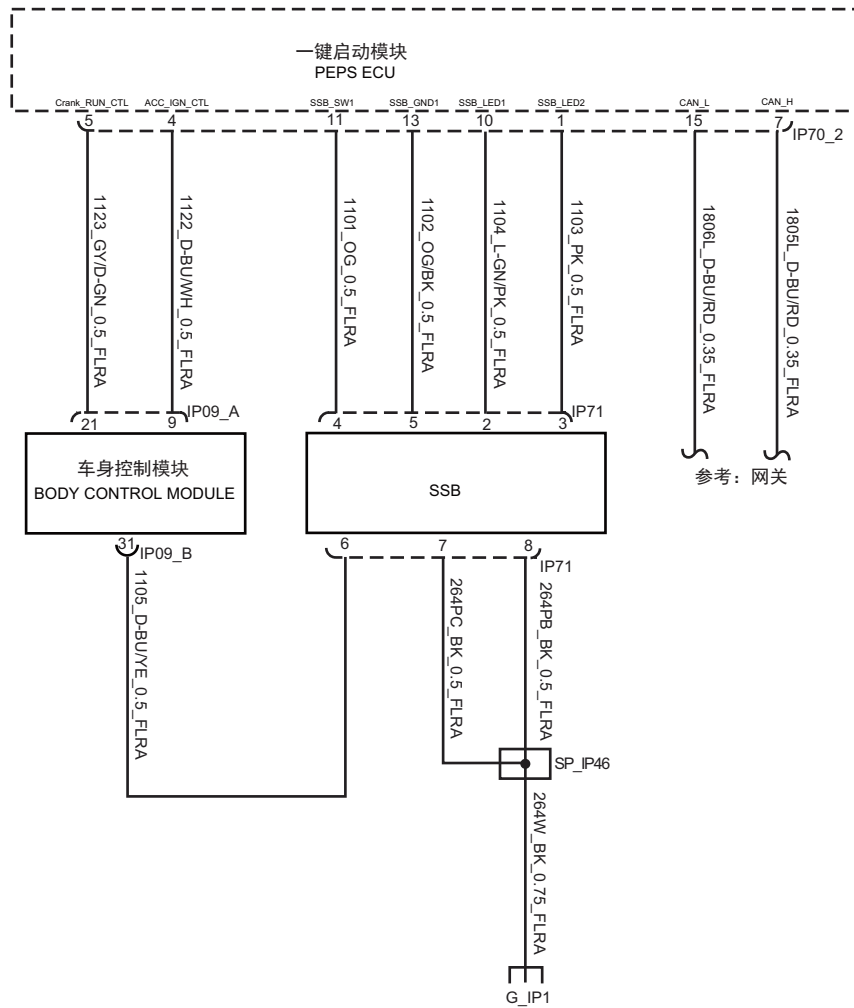 一键启动模块
PEPS ECU
Crank_RUN_CTL ACC_IGN_CTL SSB_SW1 SSB_GND1 SSB_LED1 SSB_LED2 CAN_L CAN_H
5 4 11 13 10 1 15 7 IP70_2
1123_GY/D-GN_0.5_FLRA
1122_D-BU/WH_0.5_FLRA
1101_OG_0.5_FLRA
1102_OG/BK_0.5_FLRA
1104_L-GN/PK_0.5_FLRA
1103_PK_0.5_FLRA
1806L_D-BU/RD_0.35_FLRA
1805L_D-BU/RD_0.35_FLRA
21 9 IP09_A
4 5 2 3 IP71
车身控制模块
BODY CONTROL MODULE
SSB
参考：网关
31 IP09_B
6 7 8 IP71
1105_D-BU/YE_0.5_FLRA
264PC_BK_0.5_FLRA
264PB_BK_0.5_FLRA
SP_IP46
264W_BK_0.75_FLRA
G_IP1